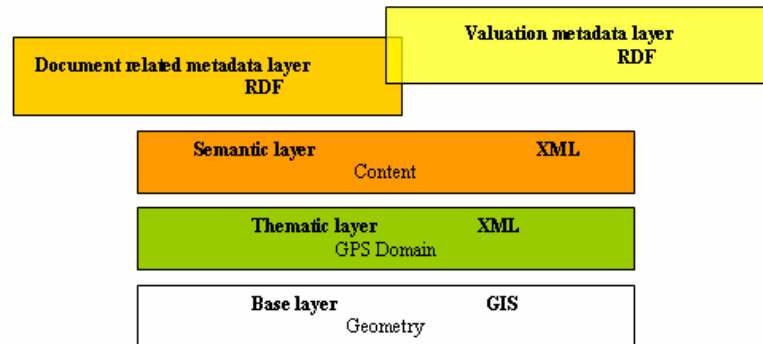 Valuation metadata layer
RDF
Document related metadata layer
RDF
Semantic layer XML
Content
Thematic layer XML
GPS Domain
Base layer GIS
Geometry